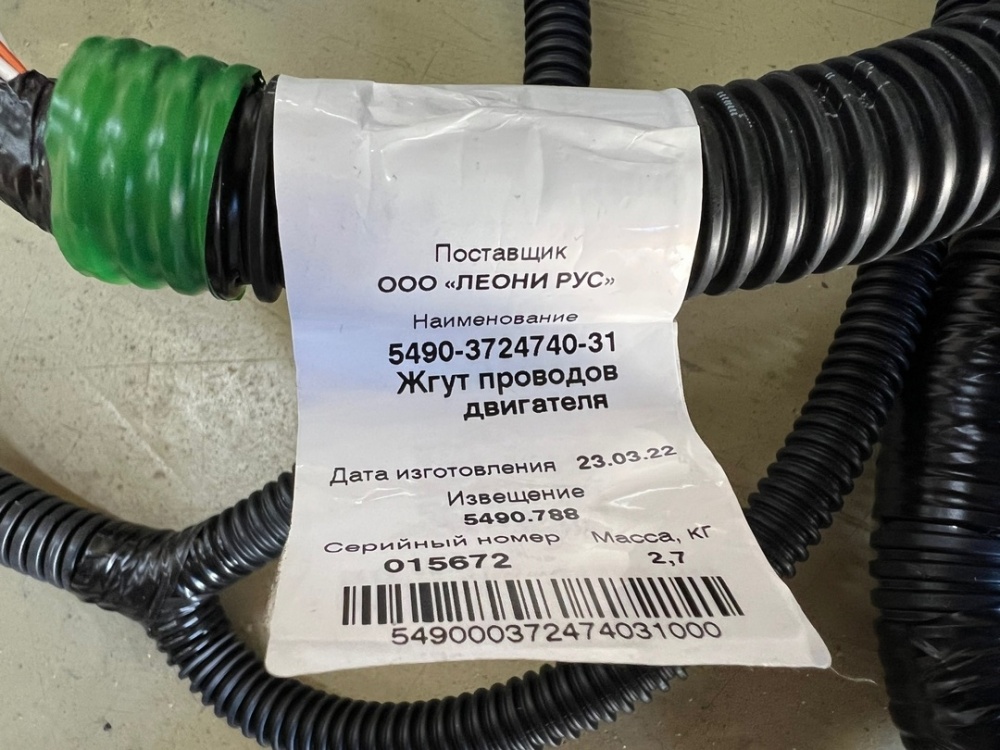 Поставщик
ООО «ЛЕОНИ РУС»
Наименование
5490-3724740-31
Жгут проводов
двигателя
Дата изготовления 23.03.22
Извещение
5490.788
Серийный номер Масса, кг
015672 2,7
549000372474031000